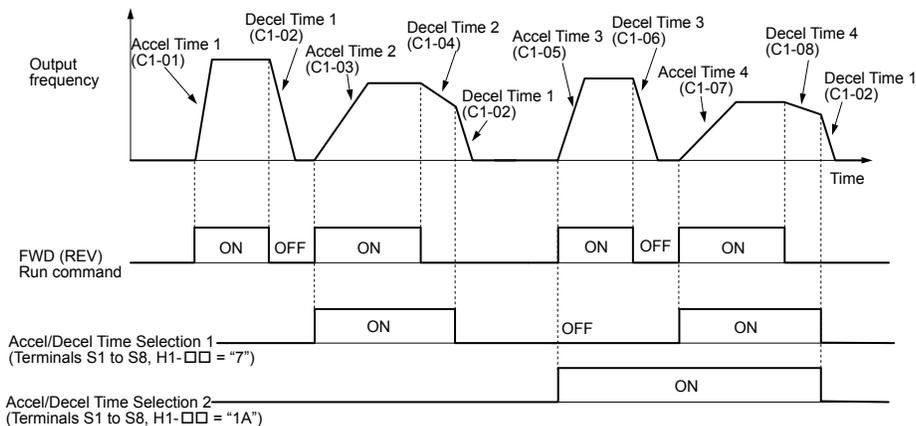 Output
frequency
Accel Time 1
(C1-01)
Decel Time 1
(C1-02)
Accel Time 2
(C1-03)
Decel Time 2
(C1-04)
Decel Time 1
(C1-02)
Accel Time 3
(C1-05)
Decel Time 3
(C1-06)
Accel Time 4
(C1-07)
Decel Time 4
(C1-08)
Decel Time 1
(C1-02)
Time
FWD (REV)
Run command
ON
OFF
ON
ON
OFF
ON
Accel/Decel Time Selection 1
(Terminals S1 to S8, H1-□□ = “7”)
ON
OFF
ON
Accel/Decel Time Selection 2
(Terminals S1 to S8, H1-□□ = “1A”)
ON